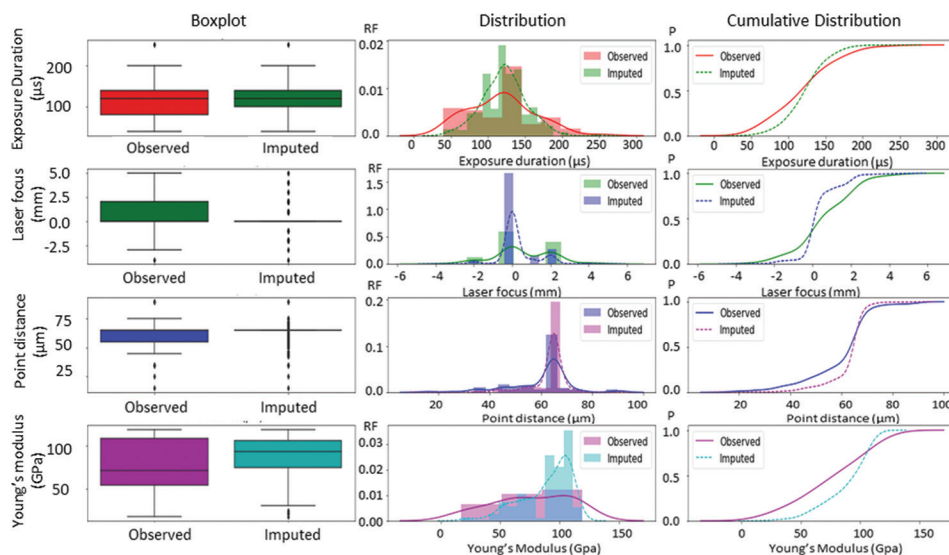 Boxplot Distribution Cumulative Distribution
Exposure Duration (μs)
200
100
Observed Imputed
RF
0.02
0.01
0.0
Observed
Imputed
0 50 100 150 200 250 300
Exposure duration (μs)
P
1.0
0.5
0
Observed
Imputed
0 50 100 150 200 250 300
Exposure duration (μs)
Laser focus (mm)
5.0
2.5
0.0
-2.5
Observed Imputed
RF
1.5
1.0
0.5
0.0
Observed
Imputed
-6 -4 -2 0 2 4 6
Laser focus (mm)
P
1.0
0.5
0
Observed
Imputed
-6 -4 -2 0 2 4 6
Laser focus (mm)
Point distance (μm)
75
50
25
Observed Imputed
RF
0.2
0.1
0.0
Observed
Imputed
20 40 60 80 100
Point distance (μm)
P
1.0
0.5
0
Observed
Imputed
20 40 60 80 100
Point distance (μm)
Young's modulus (GPa)
100
50
Observed Imputed
RF
0.03
0.02
0.01
0.00
Observed
Imputed
0 50 100 150
Young's Modulus (Gpa)
P
1.0
0.5
0
Observed
Imputed
0 50 100 150
Young's Modulus (Gpa)